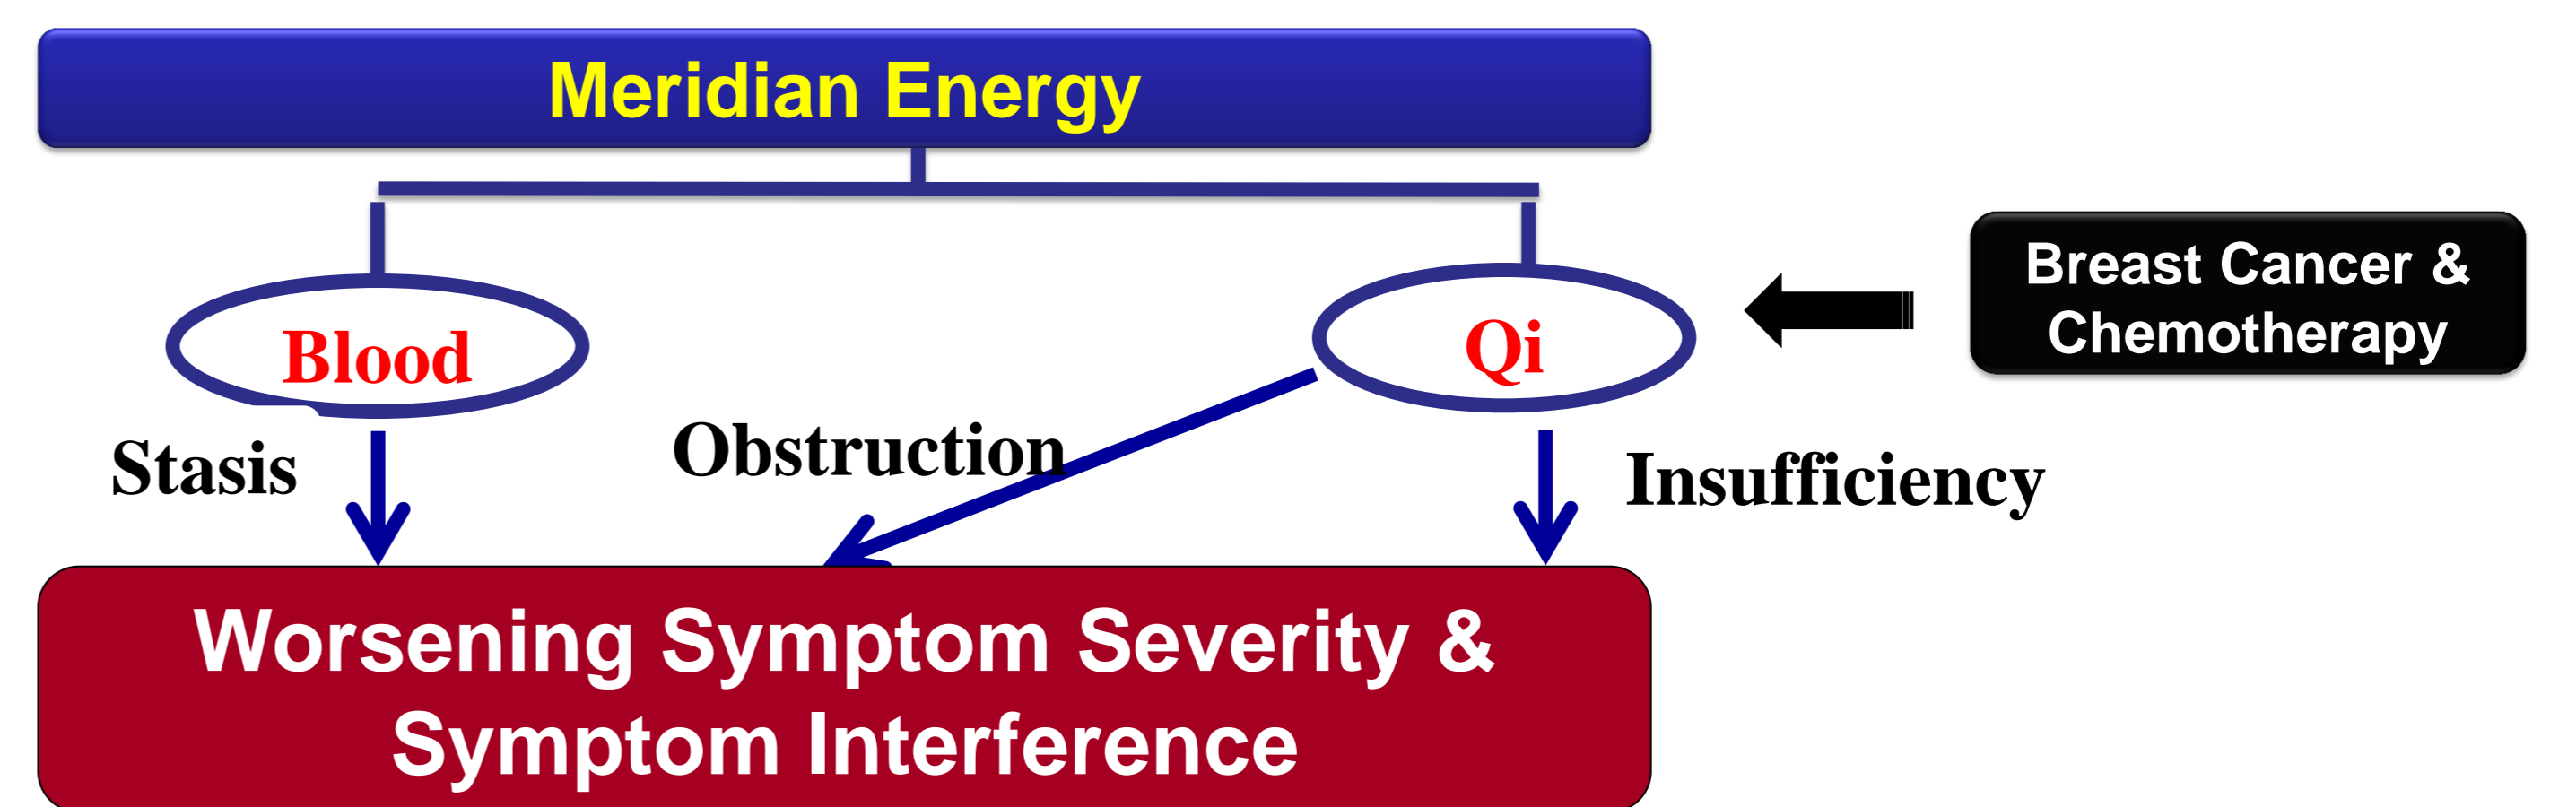 Meridian Energy
Breast Cancer &
Chemotherapy
Blood
Qi
Stasis
Obstruction
Insufficiency
Worsening Symptom Severity &
Symptom Interference